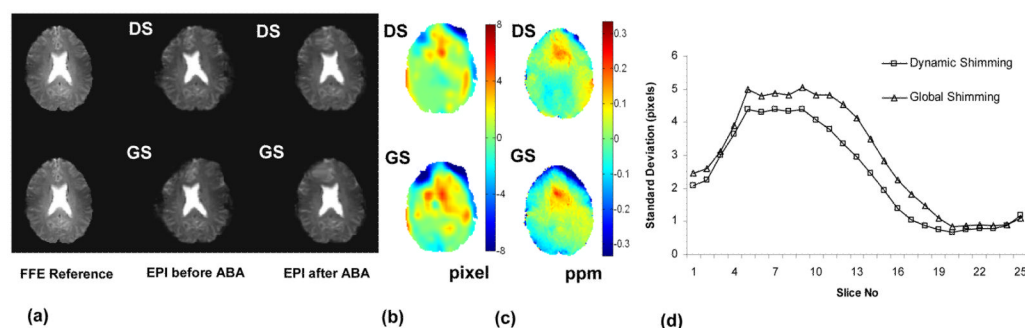 DS
DS
GS
GS
FFE Reference
EPI before ABA
EPI after ABA
(a)
DS
GS
8
4
0
-4
-8
pixel
(b)
DS
GS
0.3
0.2
0.1
0
-0.1
-0.2
-0.3
ppm
(c)
Standard Deviation (pixels)
6
5
4
3
2
1
0
Dynamic Shimming
Global Shimming
1 4 7 10 13 16 19 22 25
Slice No
(d)